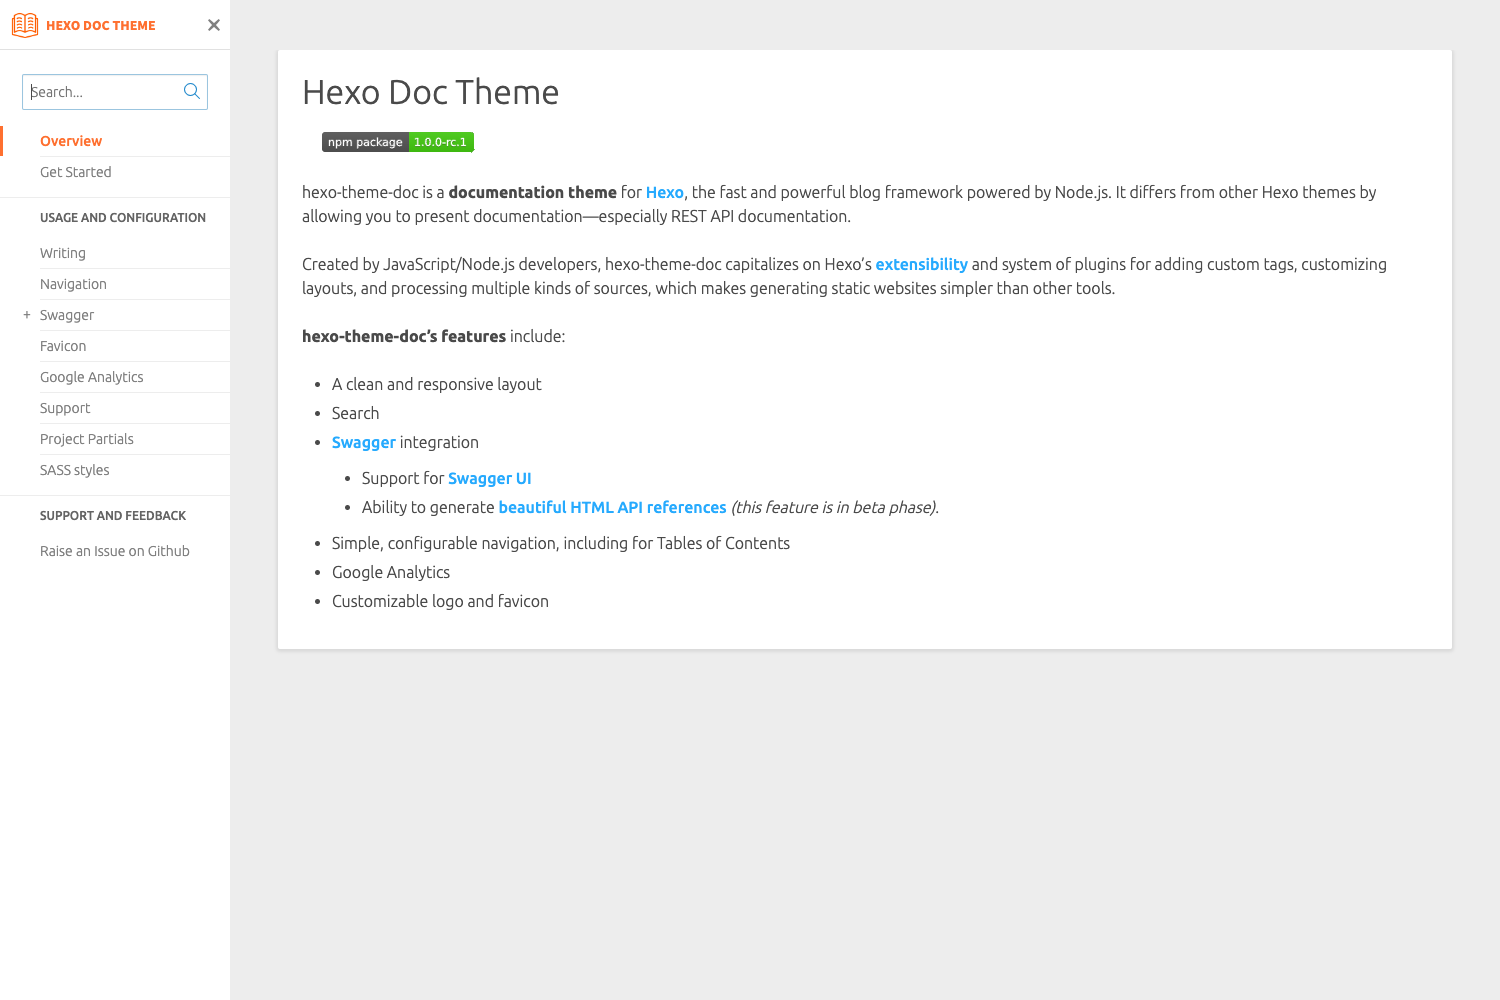 HEXO DOC THEME
Search...
Overview
Get Started
USAGE AND CONFIGURATION
Writing
Navigation
+ Swagger
Favicon
Google Analytics
Support
Project Partials
SASS styles
SUPPORT AND FEEDBACK
Raise an Issue on Github
Hexo Doc Theme
npm package 1.0.0-rc.1
hexo-theme-doc is a documentation theme for Hexo, the fast and powerful blog framework powered by Node.js. It differs from other Hexo themes by
allowing you to present documentation—especially REST API documentation.
Created by JavaScript/Node.js developers, hexo-theme-doc capitalizes on Hexo’s extensibility and system of plugins for adding custom tags, customizing
layouts, and processing multiple kinds of sources, which makes generating static websites simpler than other tools.
hexo-theme-doc’s features include:
• A clean and responsive layout
• Search
• Swagger integration
• Support for Swagger UI
• Ability to generate beautiful HTML API references (this feature is in beta phase).
• Simple, configurable navigation, including for Tables of Contents
• Google Analytics
• Customizable logo and favicon